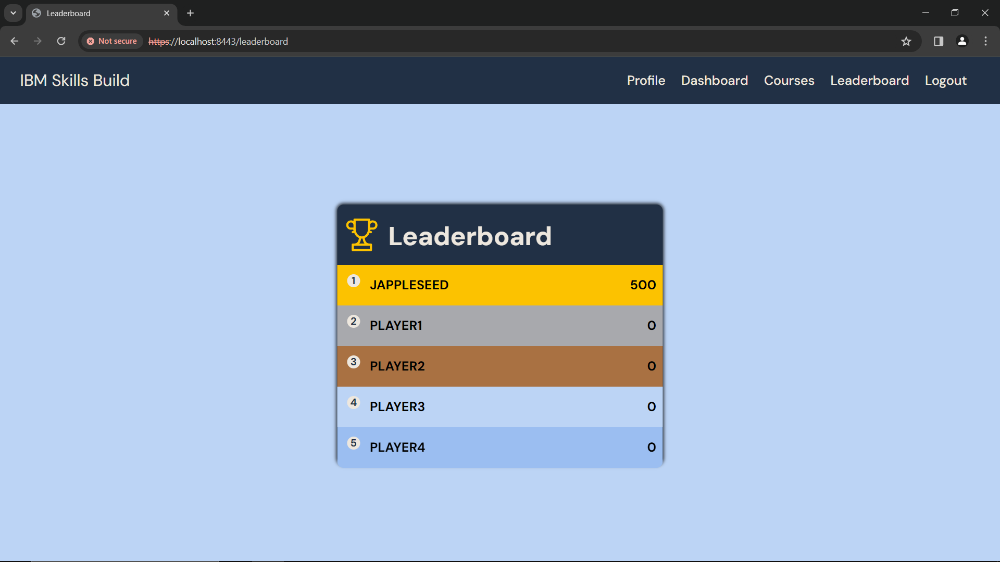 Leaderboard
Not secure https://localhost:8443/leaderboard
IBM Skills Build Profile Dashboard Courses Leaderboard Logout
Leaderboard
1 JAPPLESEED 500
2 PLAYER1 0
3 PLAYER2 0
4 PLAYER3 0
5 PLAYER4 0